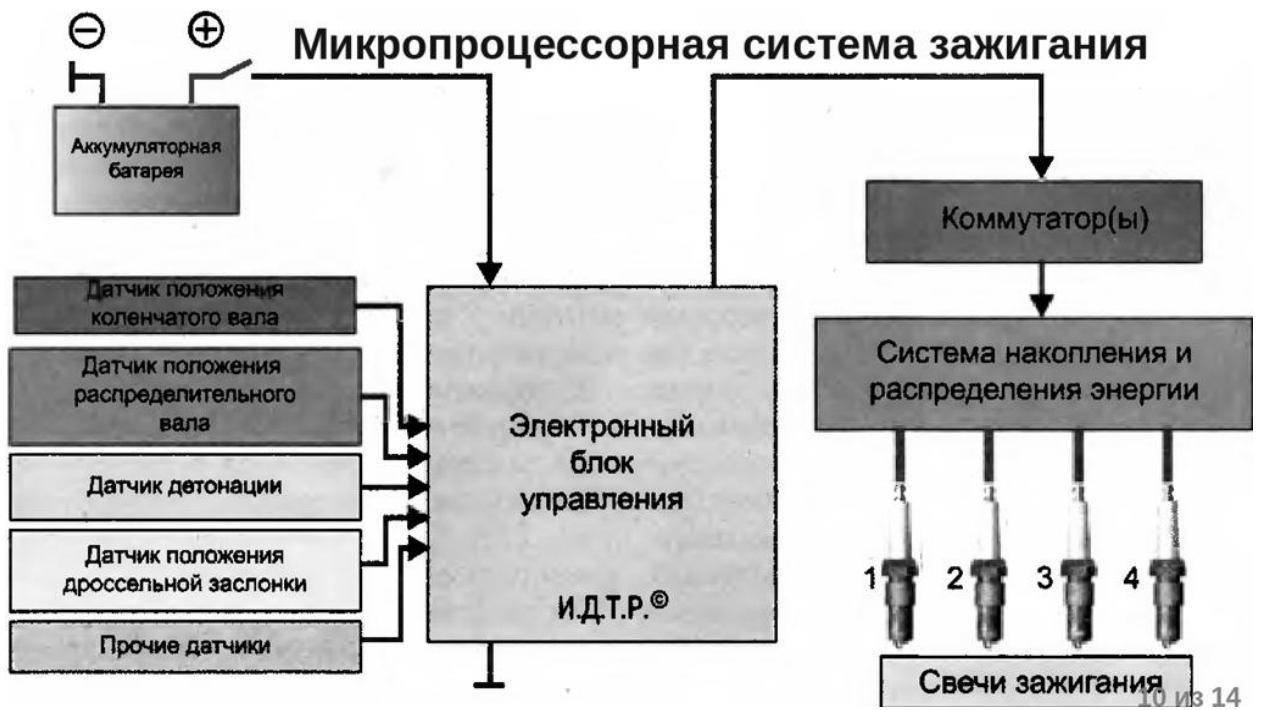 Микропроцессорная система зажигания
Аккумуляторная
батарея
Коммутатор(ы)
Датчик положения
коленчатого вала
Датчик положения
распределительного
вала
Датчик детонации
Датчик положения
дроссельной заслонки
Прочие датчики
Электронный
блок
управления
И.Д.Т.Р.©
Система накопления и
распределения энергии
1 2 3 4
Свечи зажигания
10 из 14